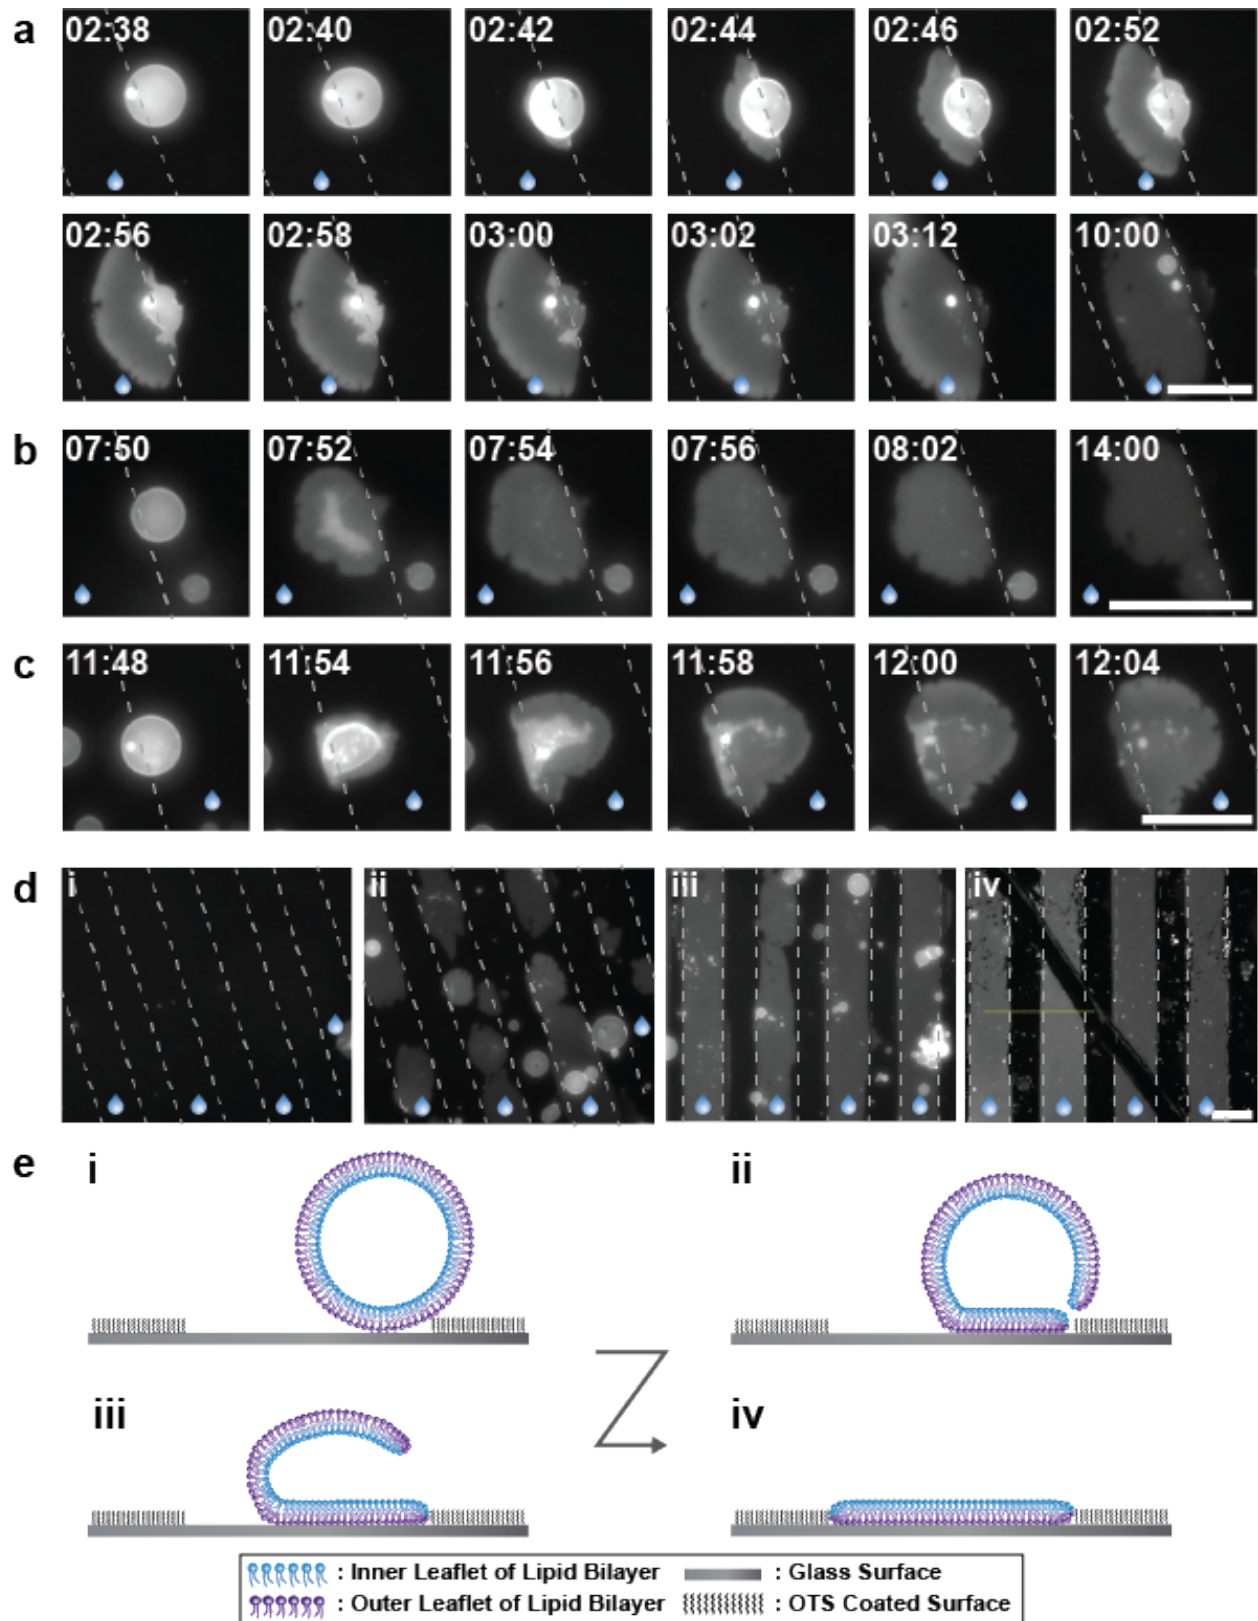 a
02:38 02:40 02:42 02:44 02:46 02:52
02:56 02:58 03:00 03:02 03:12 10:00
b
07:50 07:52 07:54 07:56 08:02 14:00
c
11:48 11:54 11:56 11:58 12:00 12:04
d
i ii iii iv
e
i ii
iii iv
: Inner Leaflet of Lipid Bilayer : Glass Surface
: Outer Leaflet of Lipid Bilayer : OTS Coated Surface